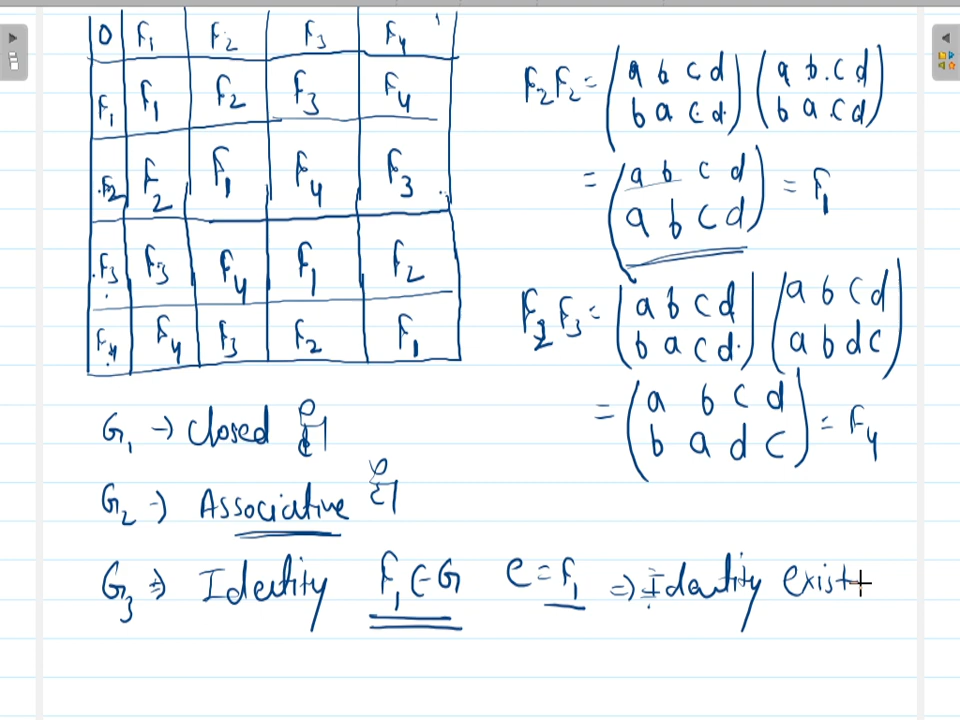 O F₁ F₂ F₃ F₄
F₁ F₁ F₂ F₃ F₄
F₂ F₂ F₁ F₄ F₃
F₃ F₃ F₄ F₁ F₂
F₄ F₄ F₃ F₂ F₁
F₂F₂ = (a b c d) (a b c d)
(b a c d) (b a c d)
= (a b c d) = F₁
(a b c d)
F₂F₃ = (a b c d) (a b c d)
(b a c d) (a b d c)
= (a b c d) = F₄
(b a d c)
G₁ → Closed
G₂ → Associative
G₃ ⇒ Identity F₁ ∈ G e = F₁ ⇒ Identity exist